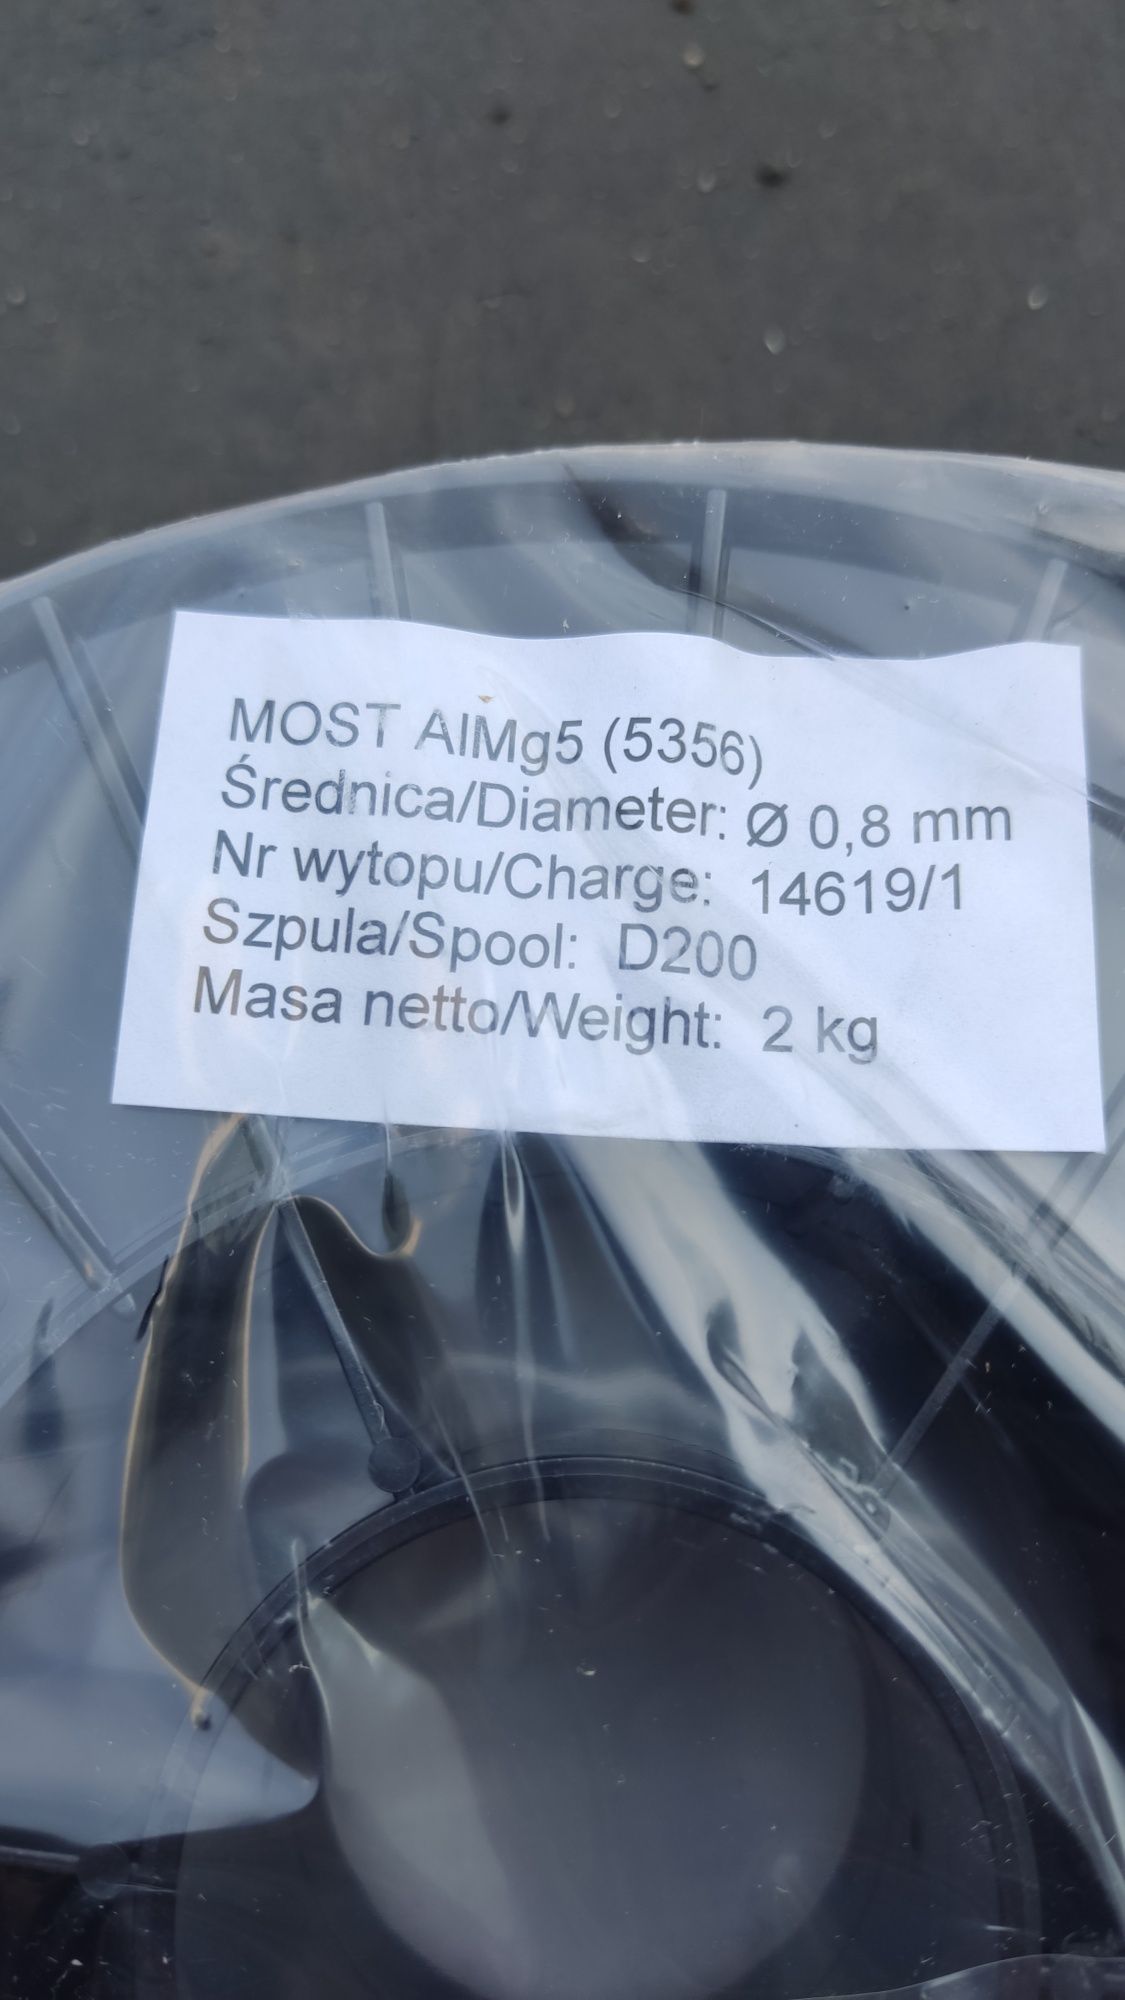 MOST AlMg5 (5356)
Średnica/Diameter: Ø 0,8 mm
Nr wytopu/Charge: 14619/1
Szpula/Spool: D200
Masa netto/Weight: 2 kg